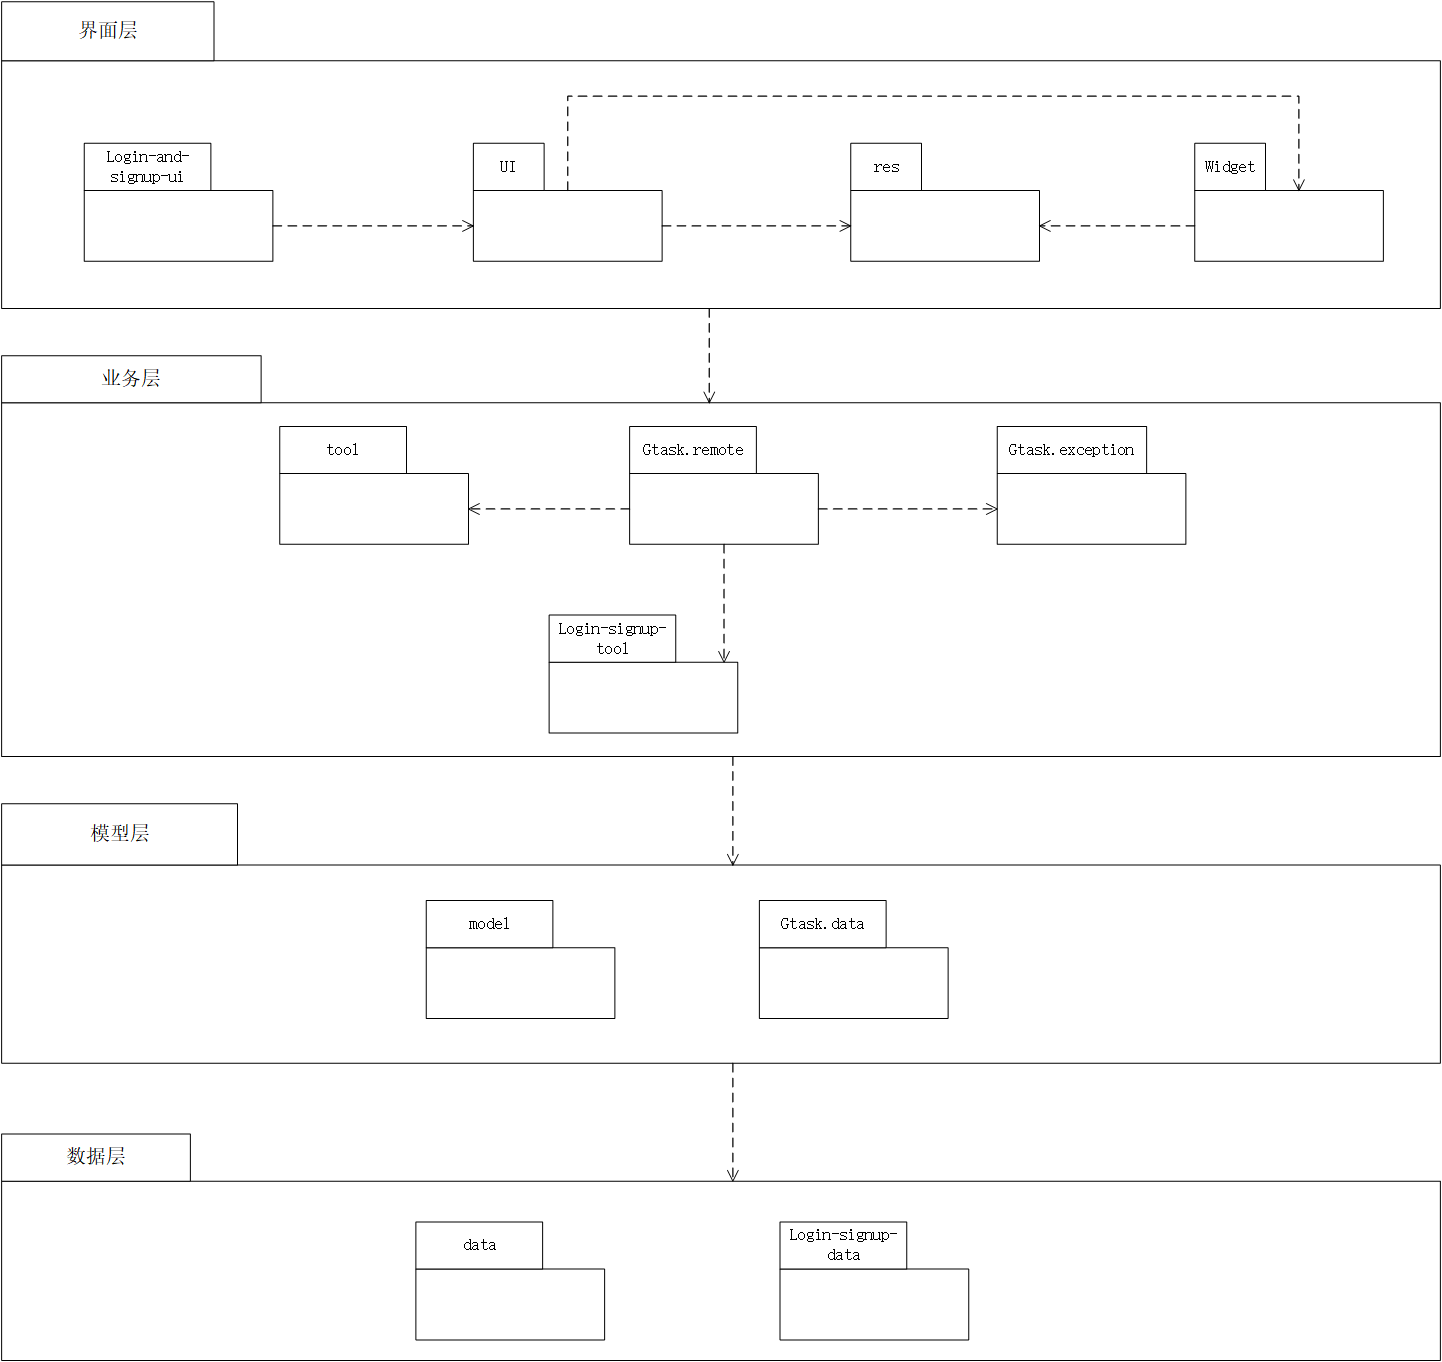 界面层
Login-and-
signup-ui
UI
res
Widget
业务层
tool
Gtask.remote
Gtask.exception
Login-signup-
tool
模型层
model
Gtask.data
数据层
data
Login-signup-
data